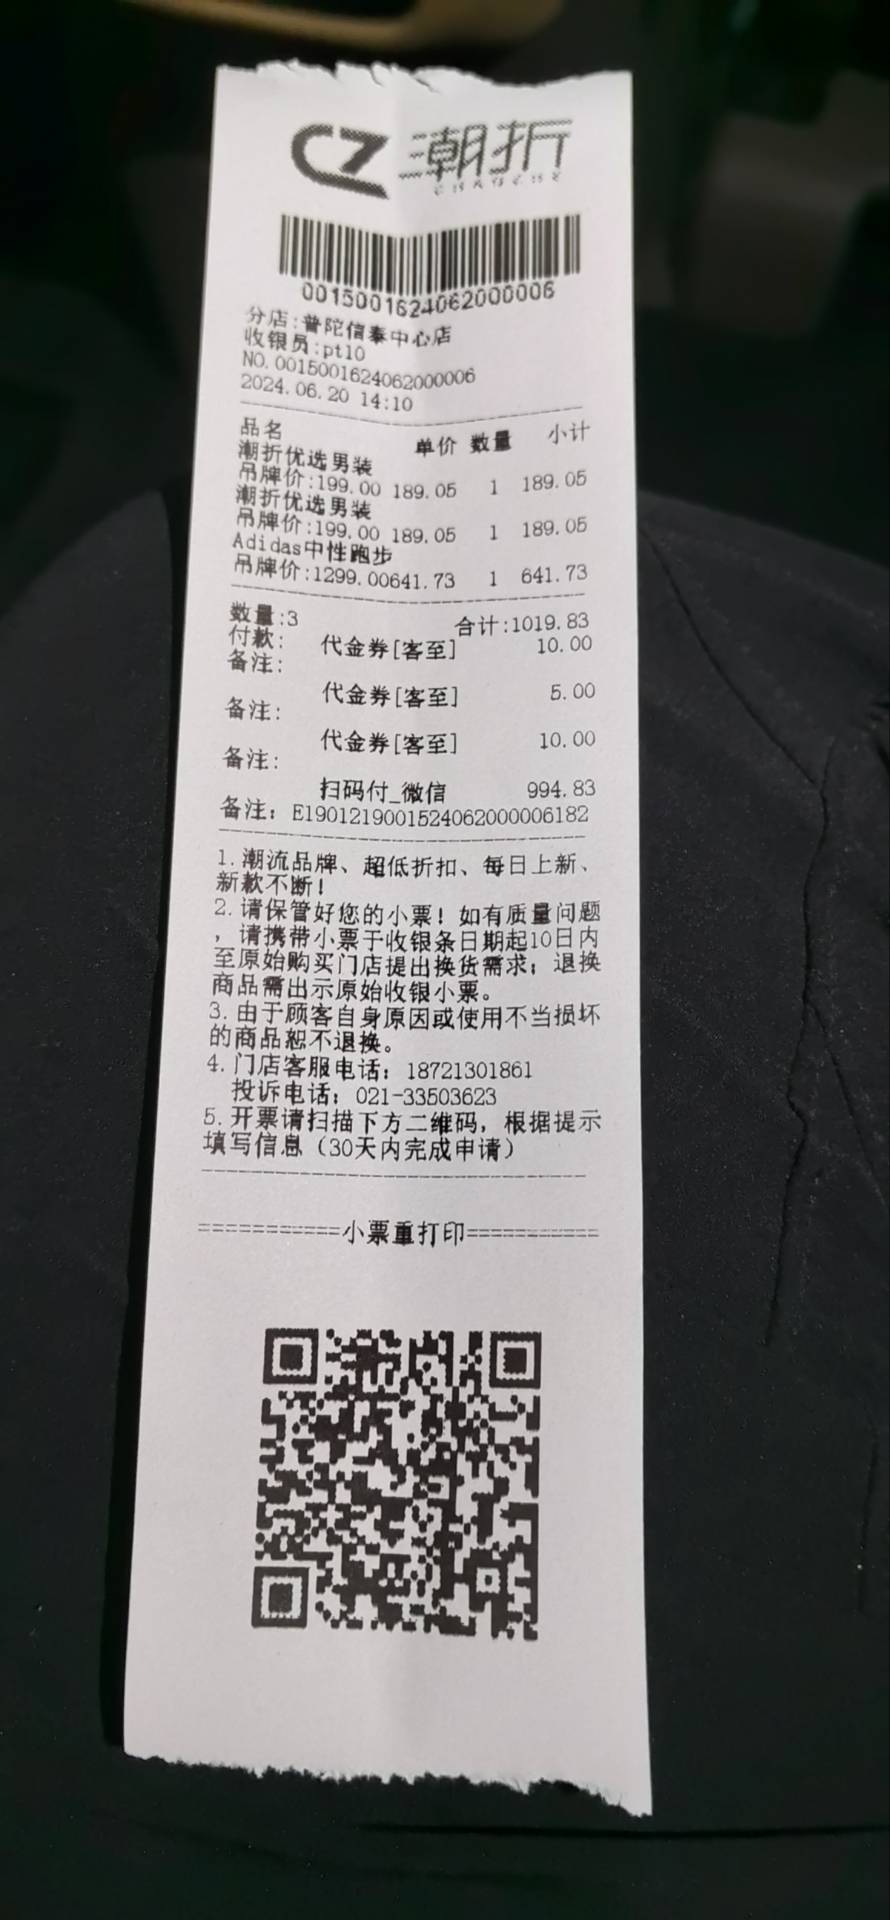 CZ 潮折
CHAOZHE
0015001624062000006
分店:普陀信泰中心店
收银员:pt10
NO.0015001624062000006
2024.06.20 14:10
品名 单价 数量 小计
潮折优选男装
吊牌价:199.00 189.05 1 189.05
潮折优选男装
吊牌价:199.00 189.05 1 189.05
Adidas中性跑步
吊牌价:1299.00641.73 1 641.73
数量:3 合计:1019.83
付款: 代金券[客至] 10.00
备注:
代金券[客至] 5.00
备注:
代金券[客至] 10.00
备注:
扫码付_微信 994.83
备注: E1901219001524062000006182
1.潮流品牌、超低折扣、每日上新、
新款不断!
2.请保管好您的小票!如有质量问题
，请携带小票于收银条日期起10日内
至原始购买门店提出换货需求；退换
商品需出示原始收银小票。
3.由于顾客自身原因或使用不当损坏
的商品恕不退换。
4.门店客服电话：18721301861
投诉电话：021-33503623
5.开票请扫描下方二维码，根据提示
填写信息（30天内完成申请）
===========小票重打印===========